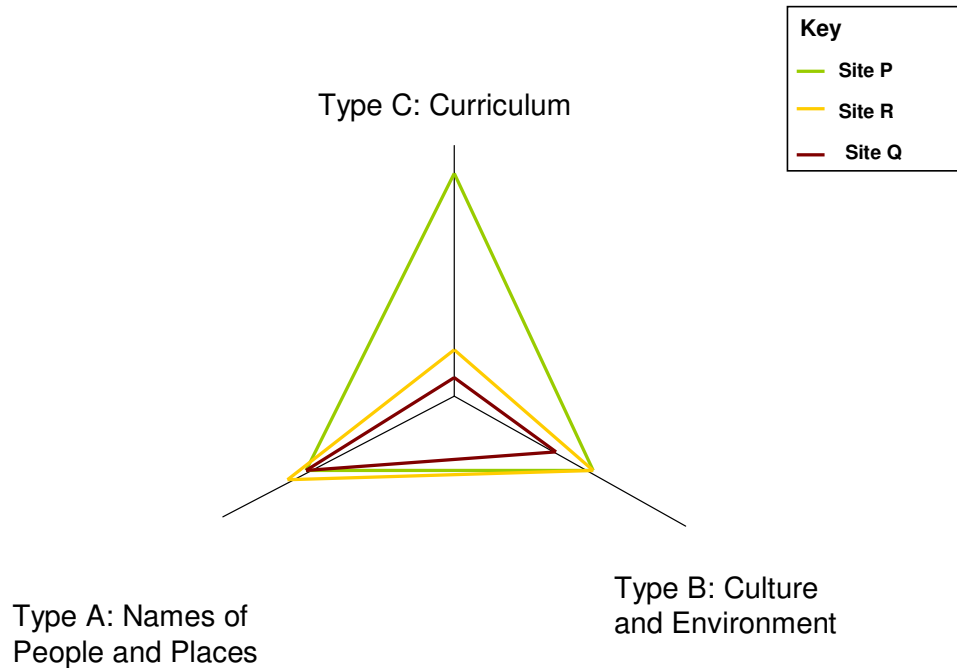 Key
Site P
Site R
Site Q
Type C: Curriculum
Type B: Culture
and Environment
Type A: Names of
People and Places